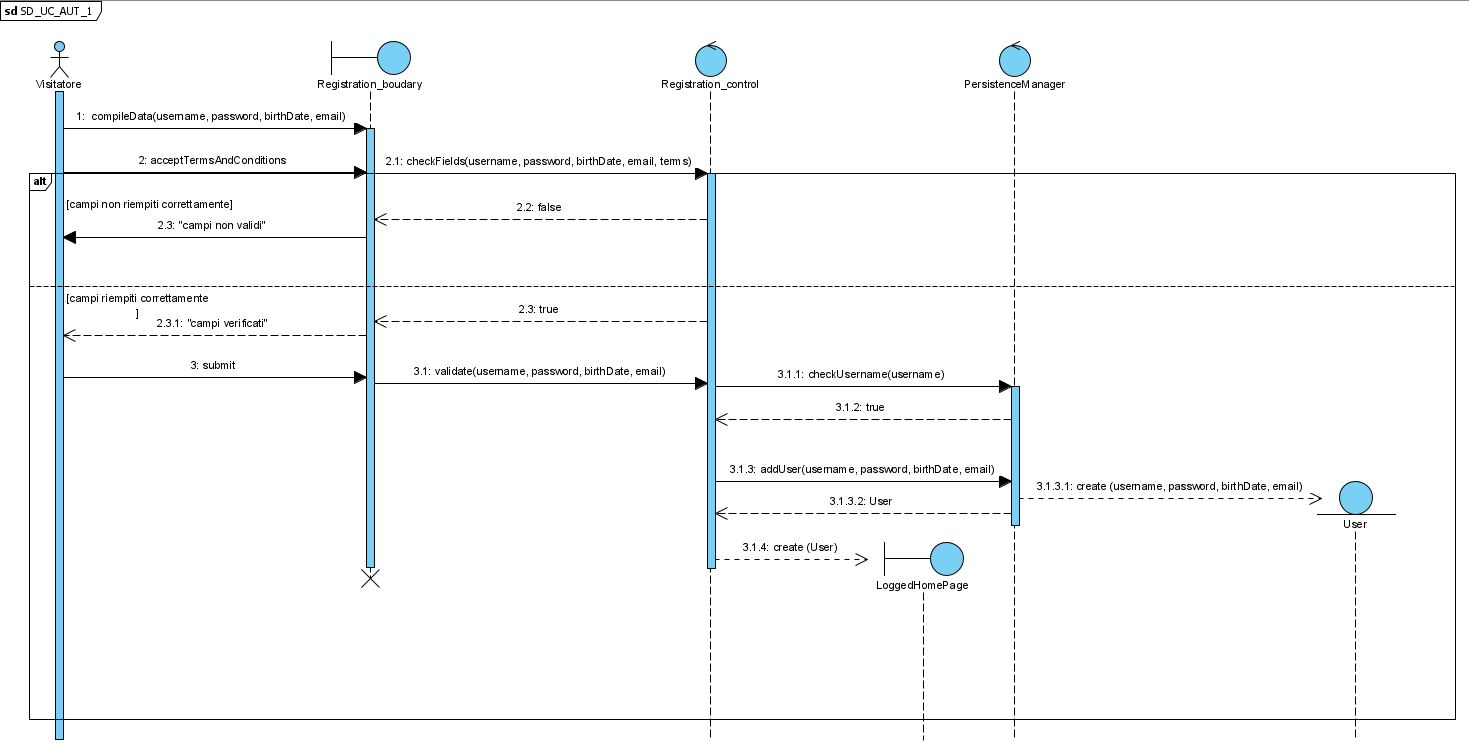 sd SD_UC_AUT_1
Visitatore
Registration_boudary
Registration_control
PersistenceManager
1: compileData(username, password, birthDate, email)
2: acceptTermsAndConditions
2.1: checkFields(username, password, birthDate, email, terms)
alt
[campi non riempiti correttamente]
2.2: false
2.3: "campi non validi"
[campi riempiti correttamente
]
2.3: true
2.3.1: "campi verificati"
3: submit
3.1: validate(username, password, birthDate, email)
3.1.1: checkUsername(username)
3.1.2: true
3.1.3: addUser(username, password, birthDate, email)
3.1.3.1: create (username, password, birthDate, email)
3.1.3.2: User
User
3.1.4: create (User)
LoggedHomePage